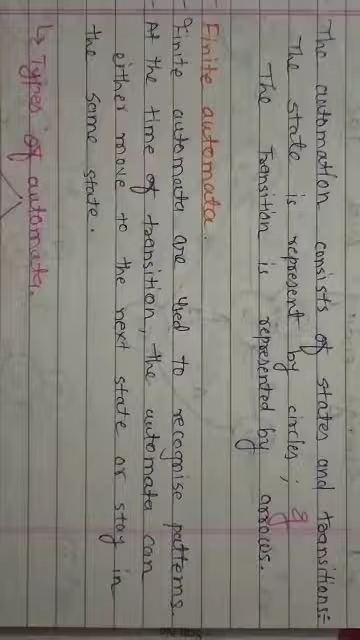 The automation consists of states and transitions:
The state is represent by circles; &
The Transition is represented by arrows.
- Finite automata.
- Finite automata are used to recognise patterns.
- At the time of transition, the automata can
either move to the next state or stay in
the same state.
↳ Types of automata.